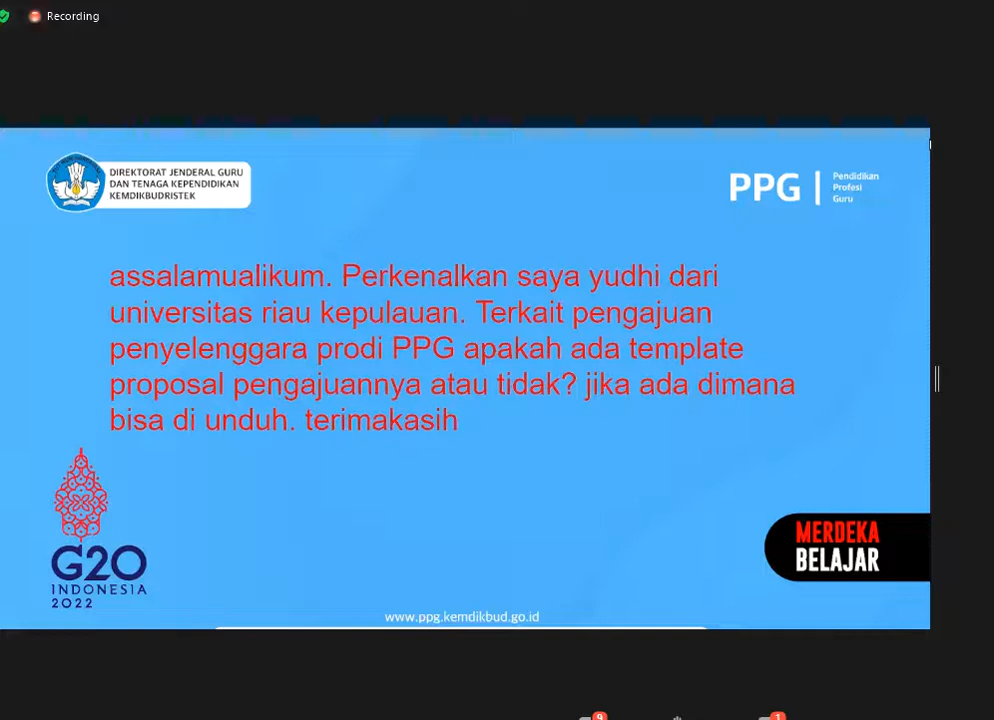 Recording
DIREKTORAT JENDERAL GURU
DAN TENAGA KEPENDIDIKAN
KEMDIKBUDRISTEK
PPG
Pendidikan
Profesi
Guru
assalamualikum. Perkenalkan saya yudhi dari
universitas riau kepulauan. Terkait pengajuan
penyelenggara prodi PPG apakah ada template
proposal pengajuannya atau tidak? jika ada dimana
bisa di unduh. terimakasih
G20
INDONESIA
2022
MERDEKA
BELAJAR
www.ppg.kemdikbud.go.id
9
1